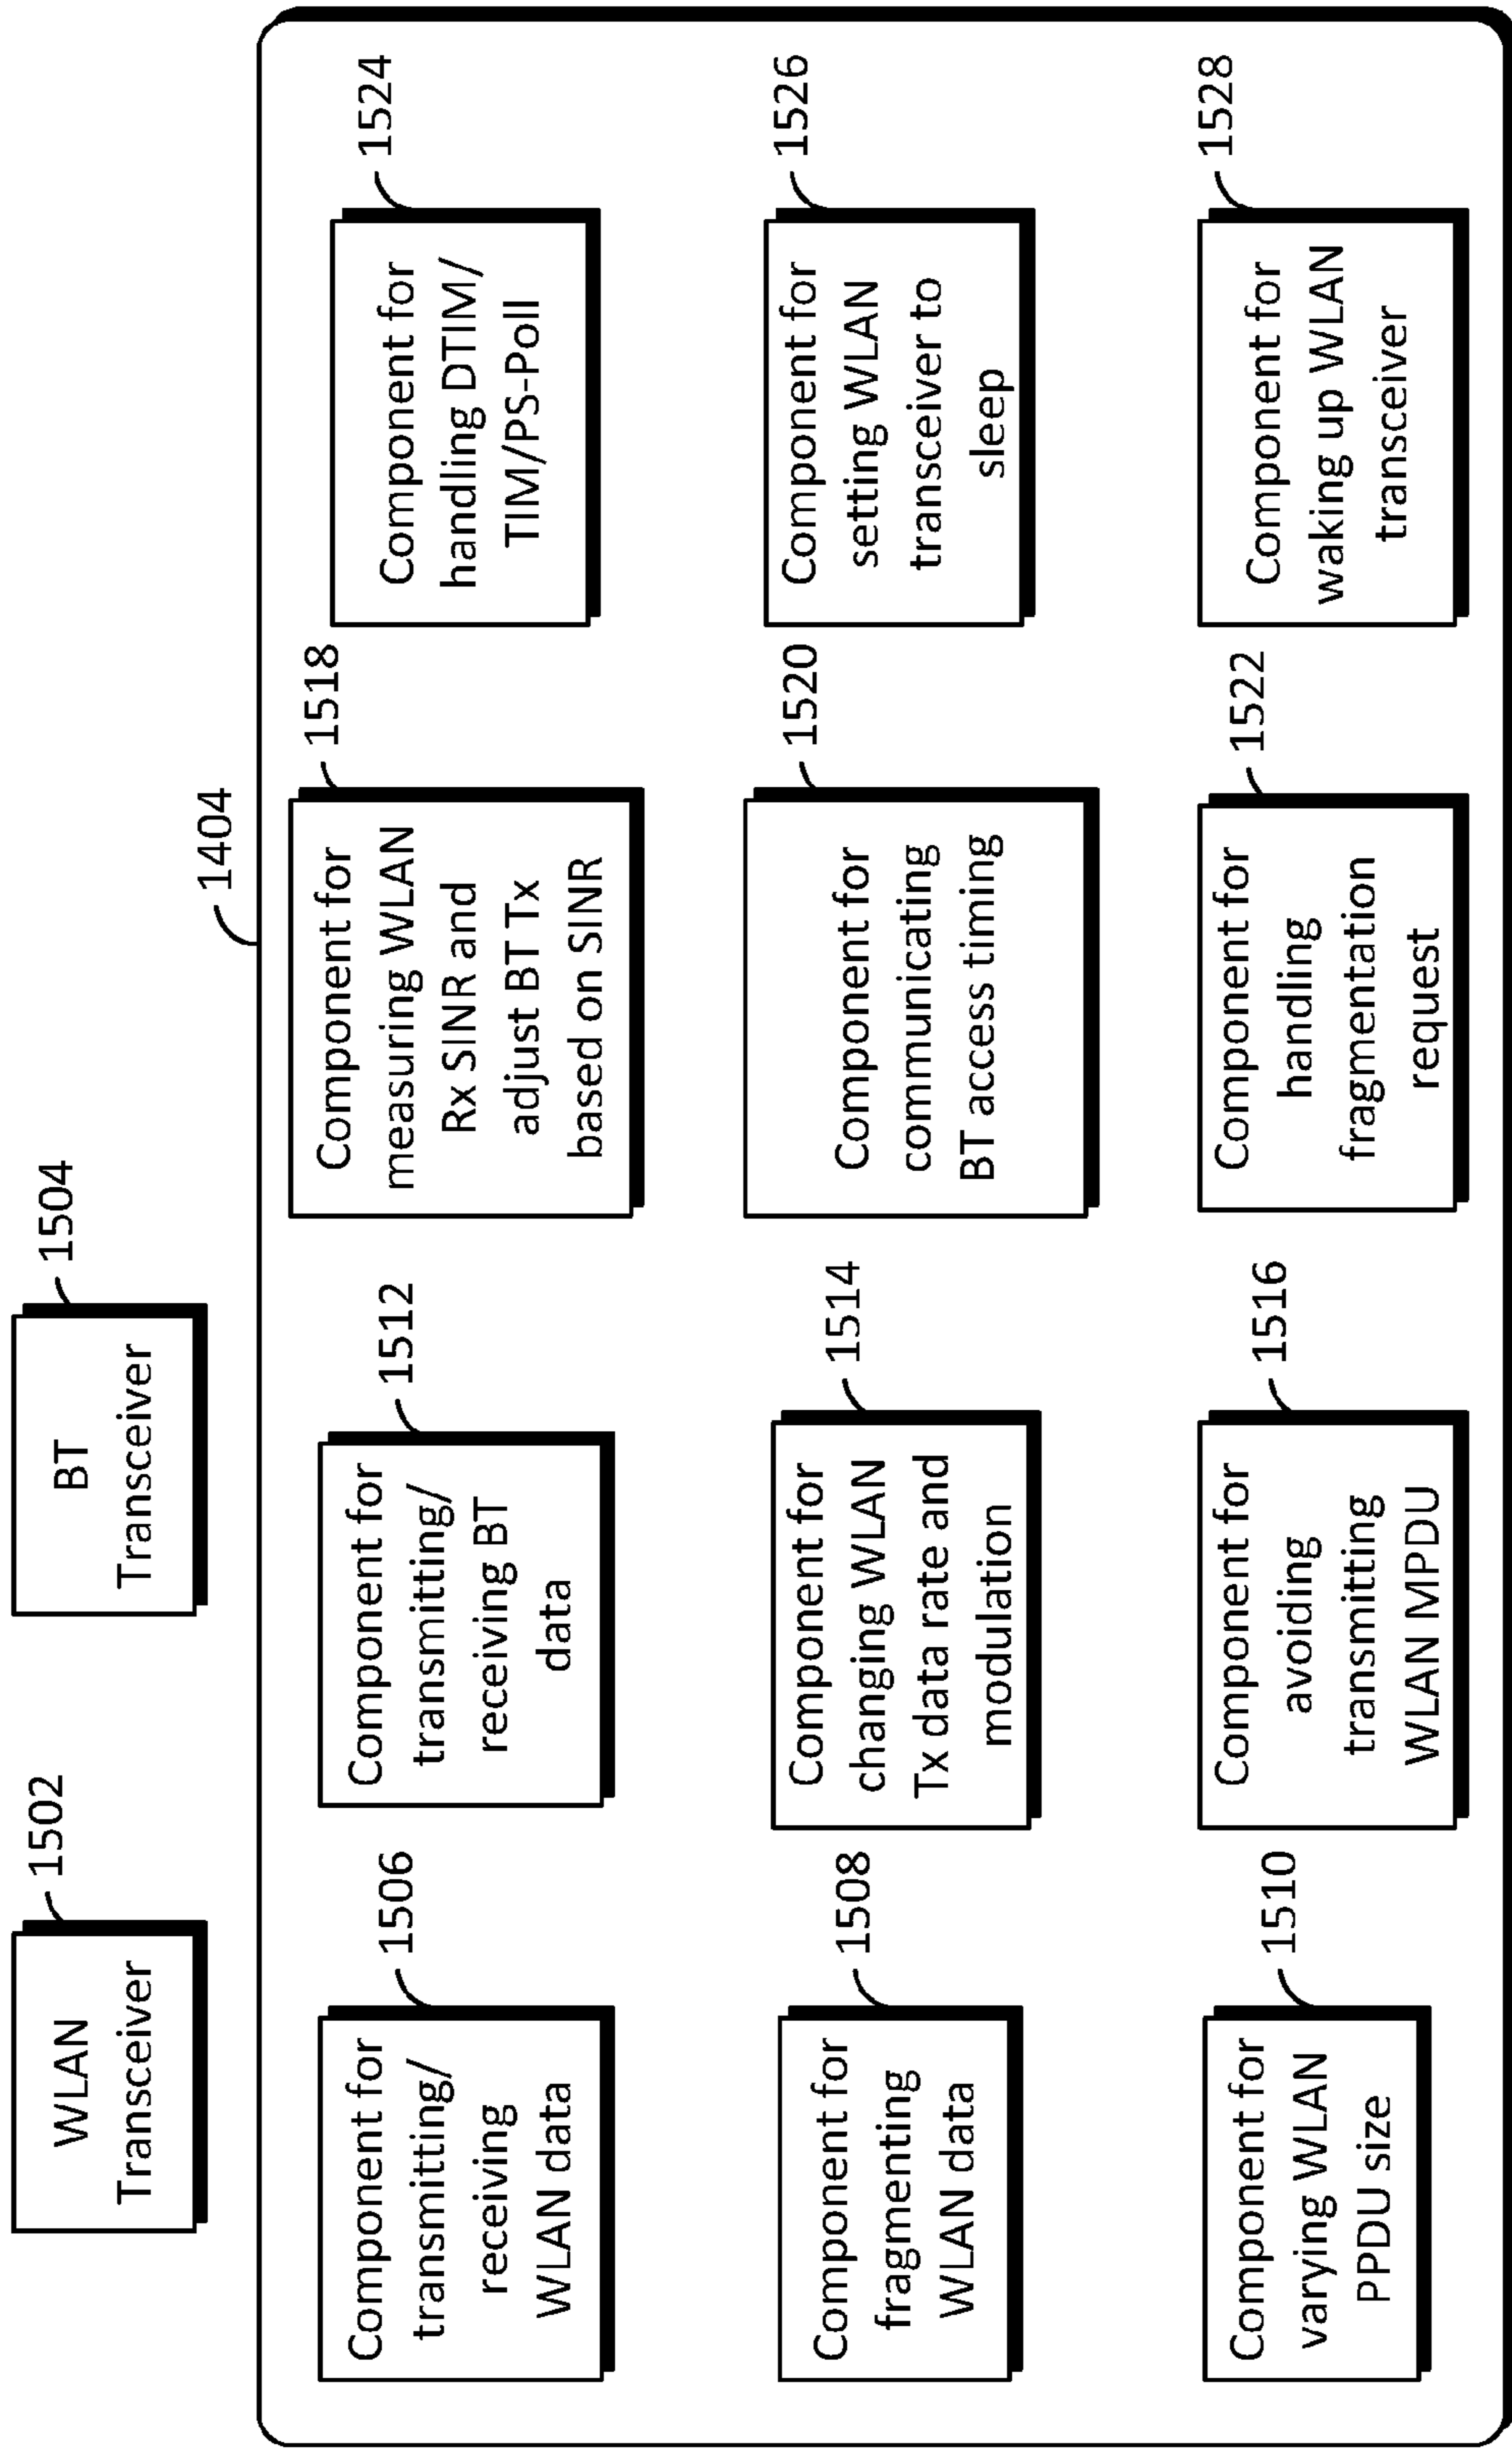 WLAN
Transceiver
1502
BT
Transceiver
1504
1404
Component for
transmitting/
receiving
WLAN data
1506
Component for
transmitting/
receiving BT
data
1512
Component for
measuring WLAN
Rx SINR and
adjust BT Tx
based on SINR
1518
Component for
handling DTIM/
TIM/PS-Poll
1524
Component for
fragmenting
WLAN data
1508
Component for
changing WLAN
Tx data rate and
modulation
1514
Component for
communicating
BT access timing
1520
Component for
setting WLAN
transceiver to
sleep
1526
Component for
varying WLAN
PPDU size
1510
Component for
avoiding
transmitting
WLAN MPDU
1516
Component for
handling
fragmentation
request
1522
Component for
waking up WLAN
transceiver
1528